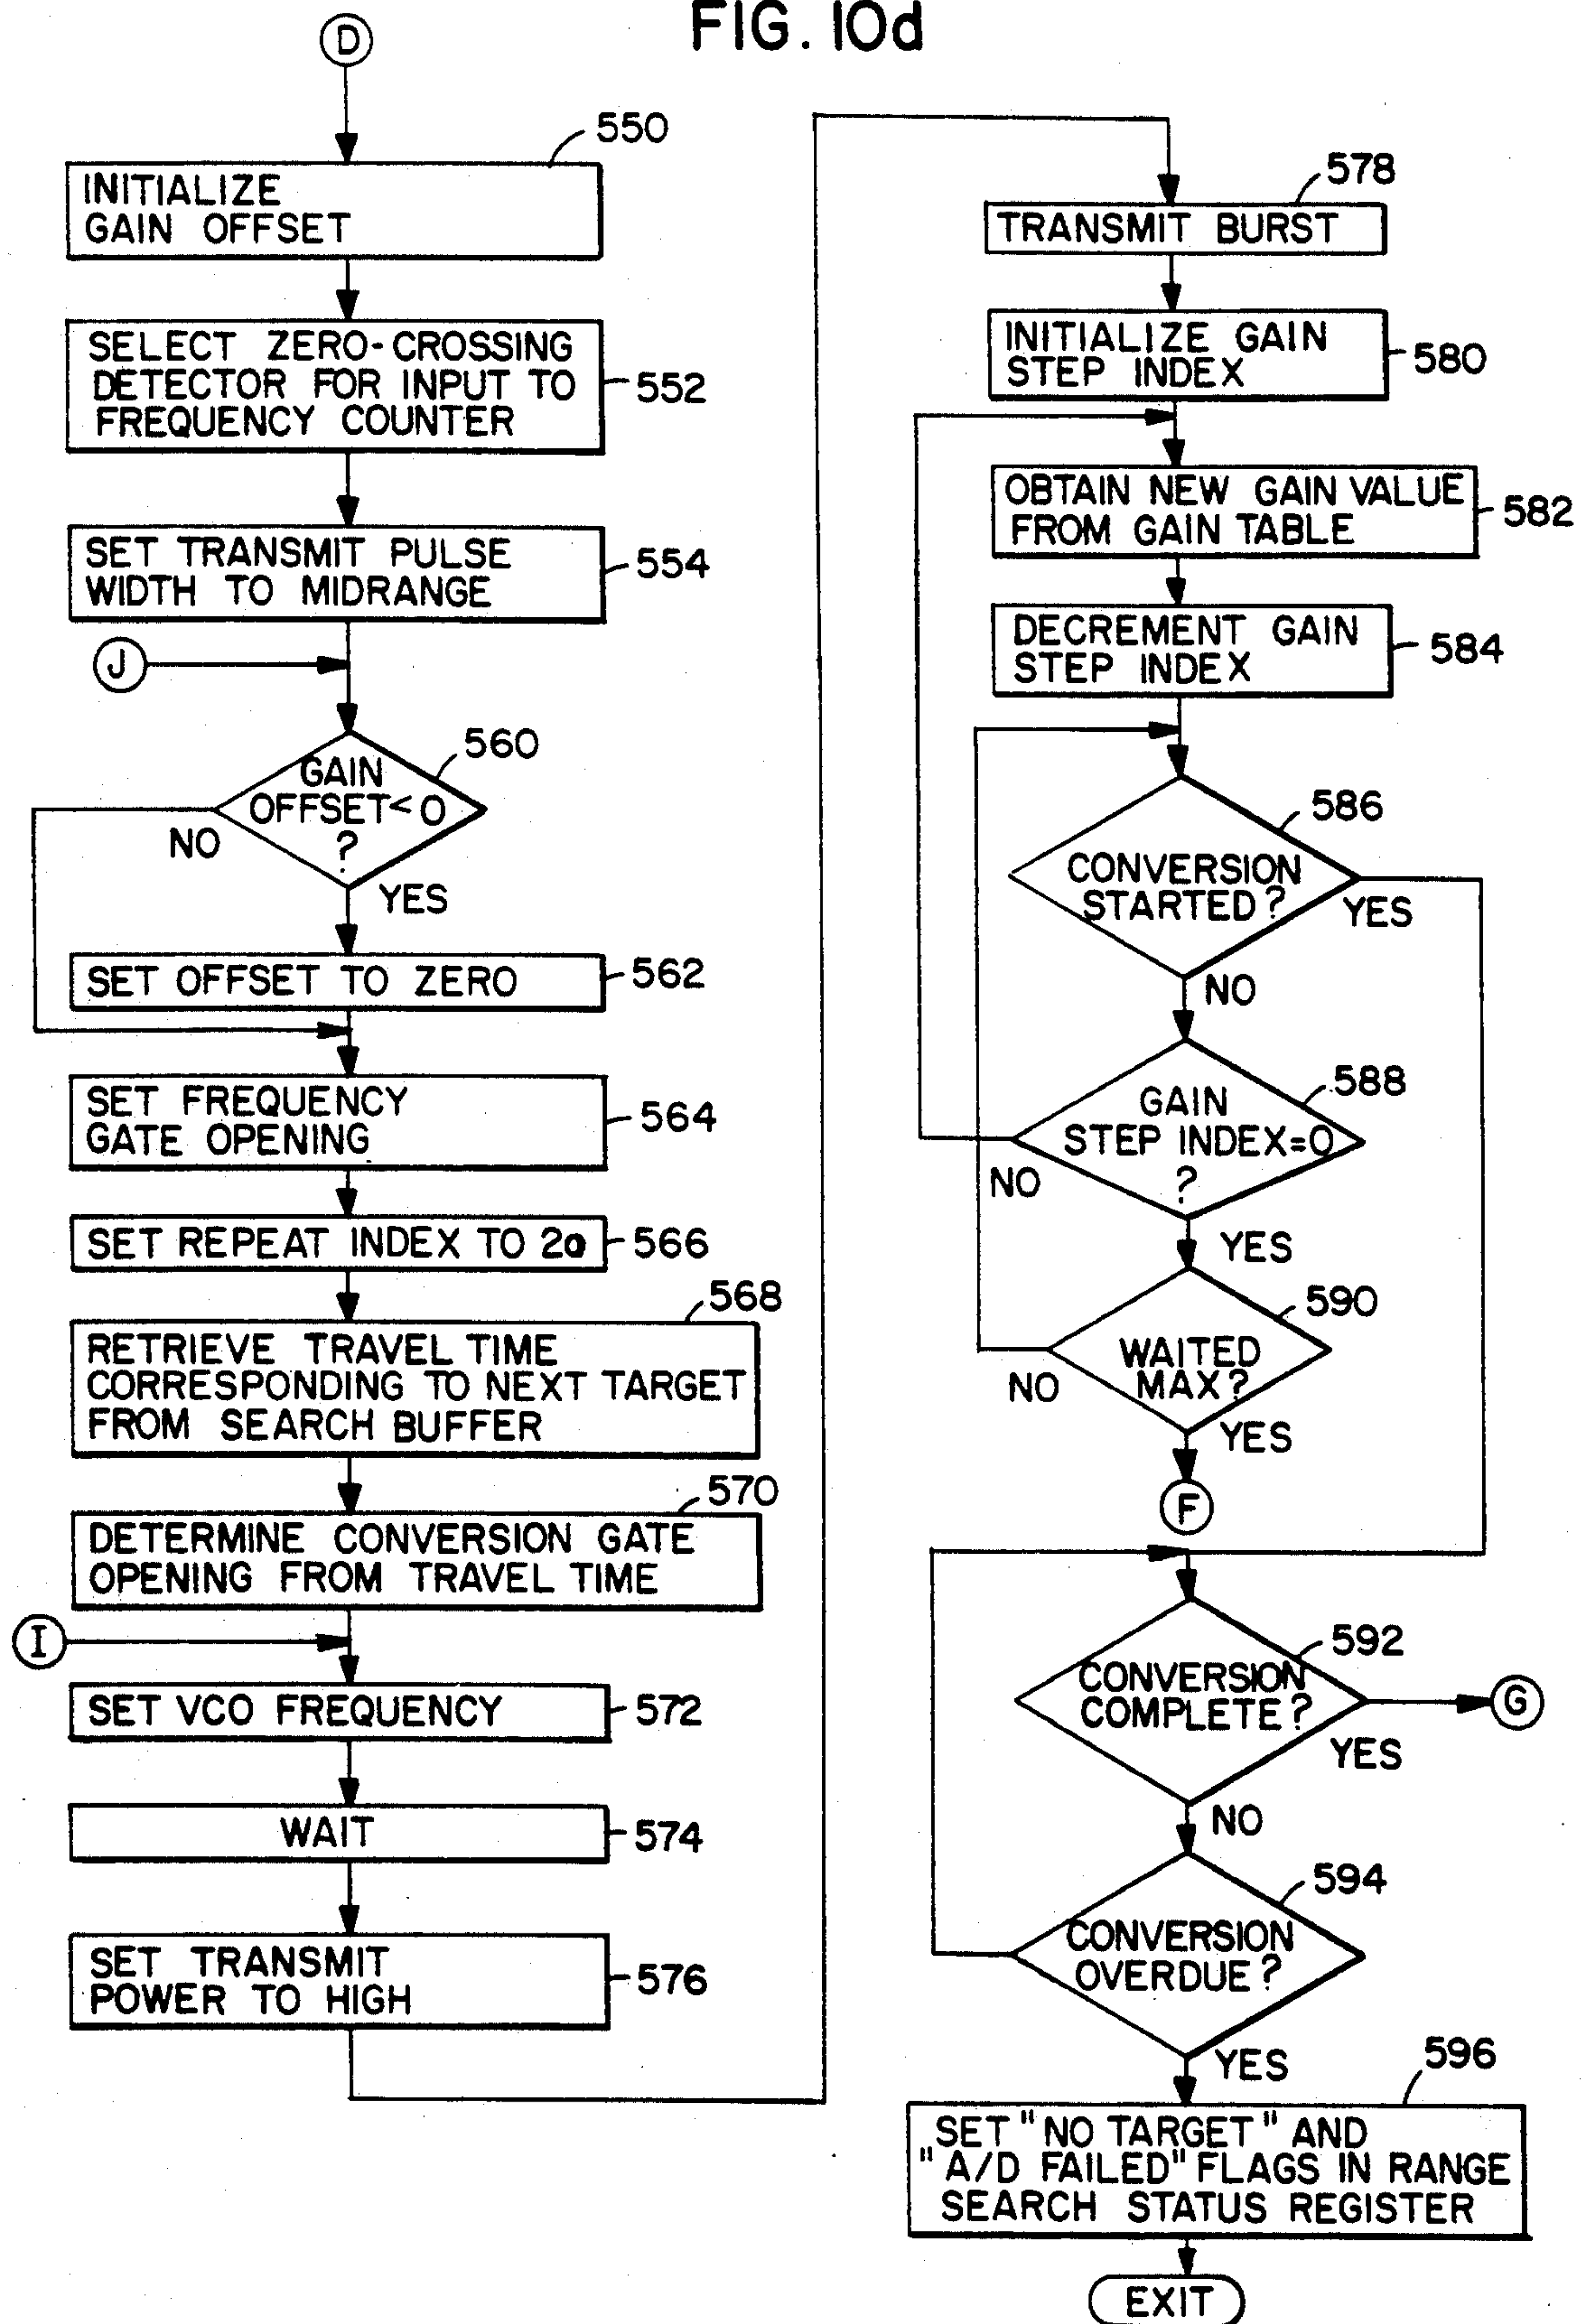 FIG. 10d
D
550
INITIALIZE
GAIN OFFSET
SELECT ZERO-CROSSING
DETECTOR FOR INPUT TO
FREQUENCY COUNTER
552
SET TRANSMIT PULSE
WIDTH TO MIDRANGE
554
J
560
GAIN
OFFSET<0
?
NO
YES
SET OFFSET TO ZERO
562
SET FREQUENCY
GATE OPENING
564
SET REPEAT INDEX TO 20
566
568
RETRIEVE TRAVEL TIME
CORRESPONDING TO NEXT TARGET
FROM SEARCH BUFFER
570
DETERMINE CONVERSION GATE
OPENING FROM TRAVEL TIME
I
SET VCO FREQUENCY
572
WAIT
574
SET TRANSMIT
POWER TO HIGH
576
578
TRANSMIT BURST
INITIALIZE GAIN
STEP INDEX
580
OBTAIN NEW GAIN VALUE
FROM GAIN TABLE
582
DECREMENT GAIN
STEP INDEX
584
586
CONVERSION
STARTED?
YES
NO
588
GAIN
STEP INDEX=0
?
NO
YES
590
WAITED
MAX?
NO
YES
F
592
CONVERSION
COMPLETE?
G
YES
NO
594
CONVERSION
OVERDUE?
YES
596
SET "NO TARGET" AND
"A/D FAILED" FLAGS IN RANGE
SEARCH STATUS REGISTER
EXIT